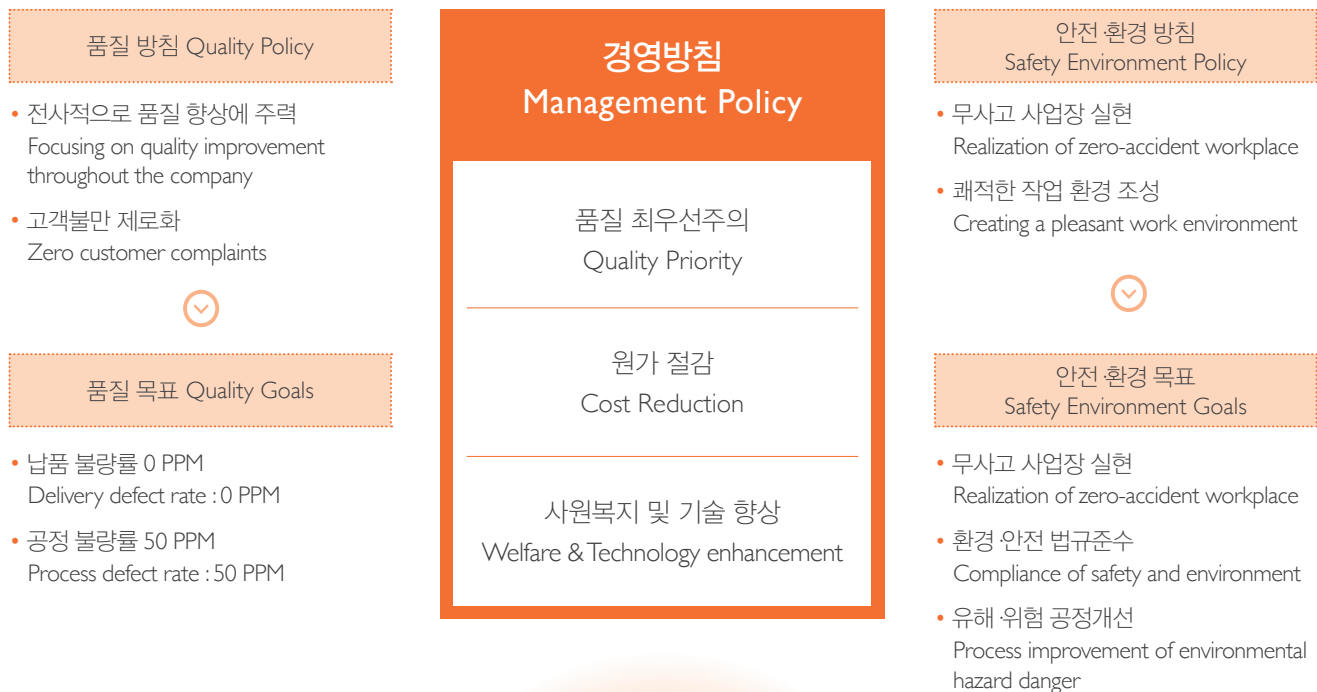 품질 방침 Quality Policy
• 전사적으로 품질 향상에 주력
Focusing on quality improvement
throughout the company
• 고객불만 제로화
Zero customer complaints
품질 목표 Quality Goals
• 납품 불량률 0 PPM
Delivery defect rate : 0 PPM
• 공정 불량률 50 PPM
Process defect rate : 50 PPM
경영방침
Management Policy
품질 최우선주의
Quality Priority
원가 절감
Cost Reduction
사원복지 및 기술 향상
Welfare & Technology enhancement
안전·환경 방침
Safety Environment Policy
• 무사고 사업장 실현
Realization of zero-accident workplace
• 쾌적한 작업 환경 조성
Creating a pleasant work environment
안전·환경 목표
Safety Environment Goals
• 무사고 사업장 실현
Realization of zero-accident workplace
• 환경·안전 법규준수
Compliance of safety and environment
• 유해·위험 공정개선
Process improvement of environmental
hazard danger